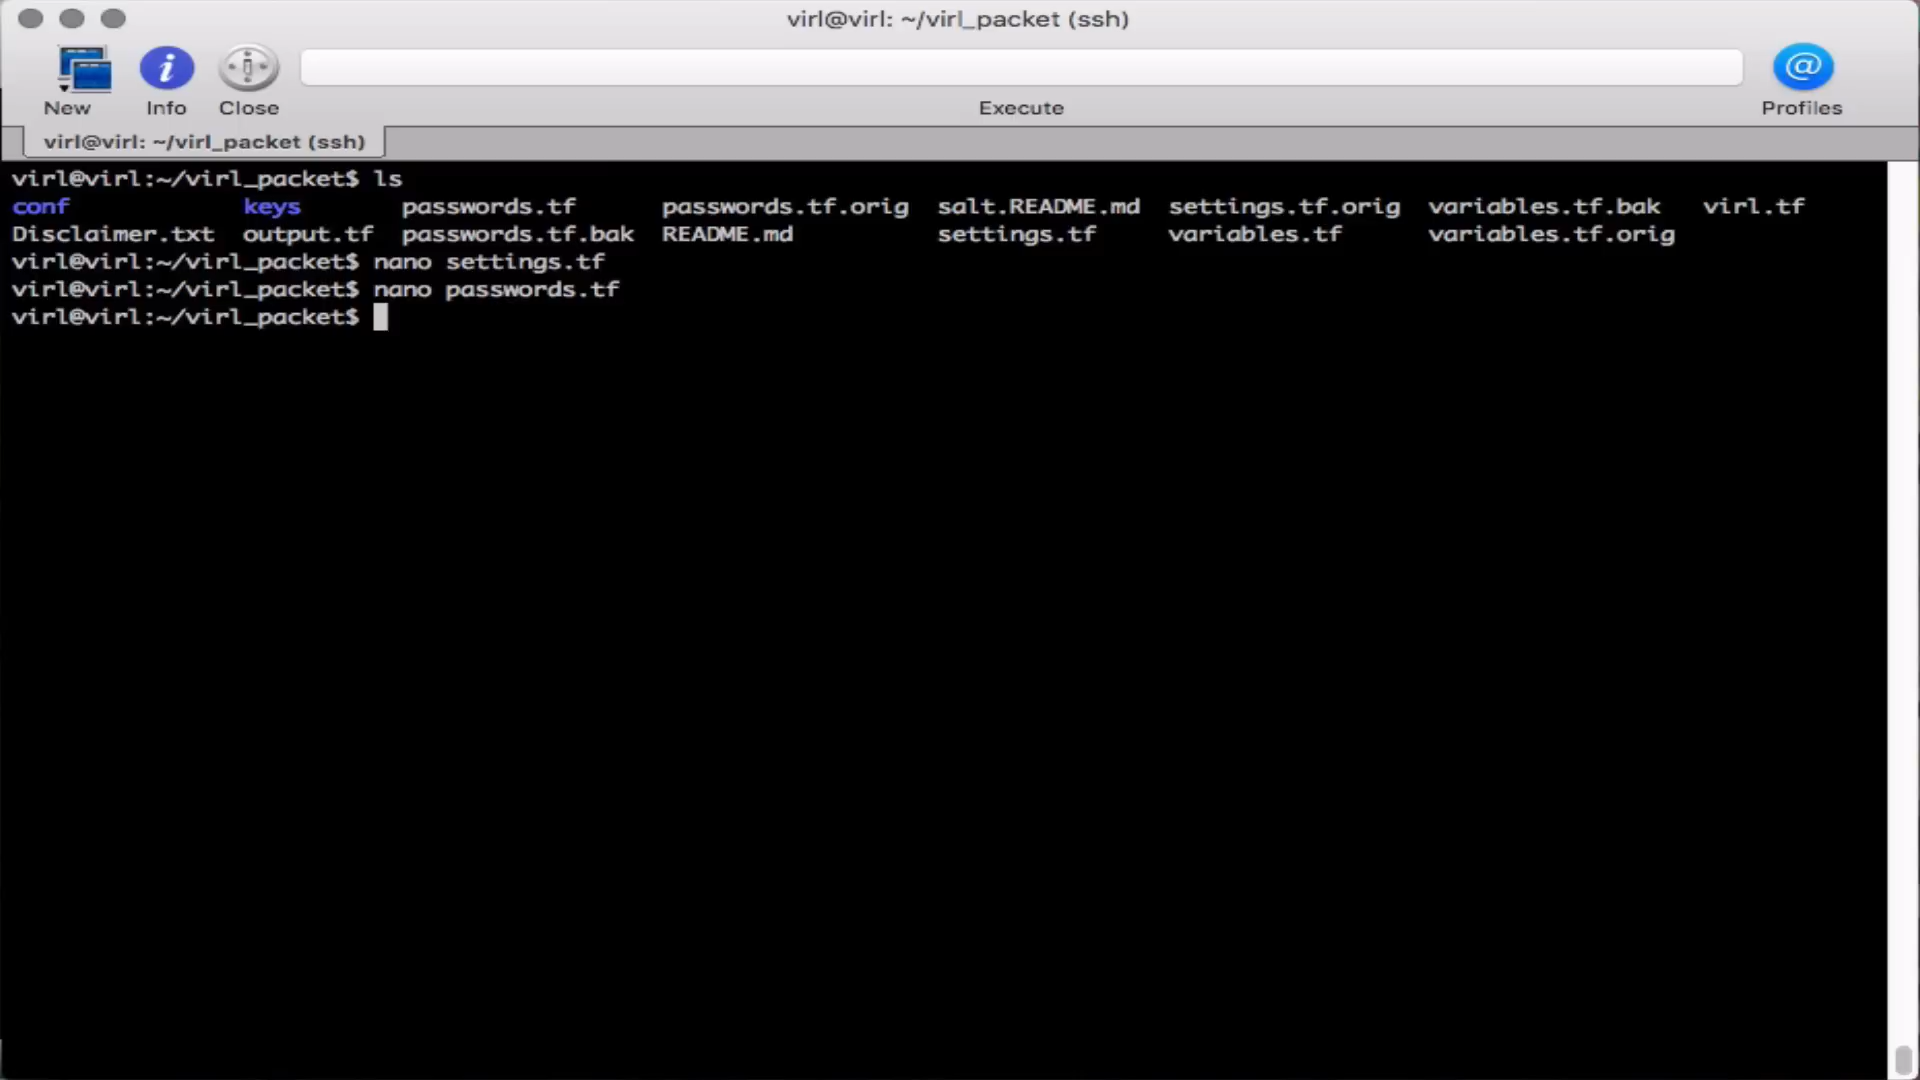 virl@virl: ~/virl_packet (ssh)
New Info Close Execute Profiles
virl@virl: ~/virl_packet (ssh)
virl@virl:~/virl_packet$ ls
conf keys passwords.tf passwords.tf.orig salt.README.md settings.tf.orig variables.tf.bak virl.tf
Disclaimer.txt output.tf passwords.tf.bak README.md settings.tf variables.tf variables.tf.orig
virl@virl:~/virl_packet$ nano settings.tf
virl@virl:~/virl_packet$ nano passwords.tf
virl@virl:~/virl_packet$